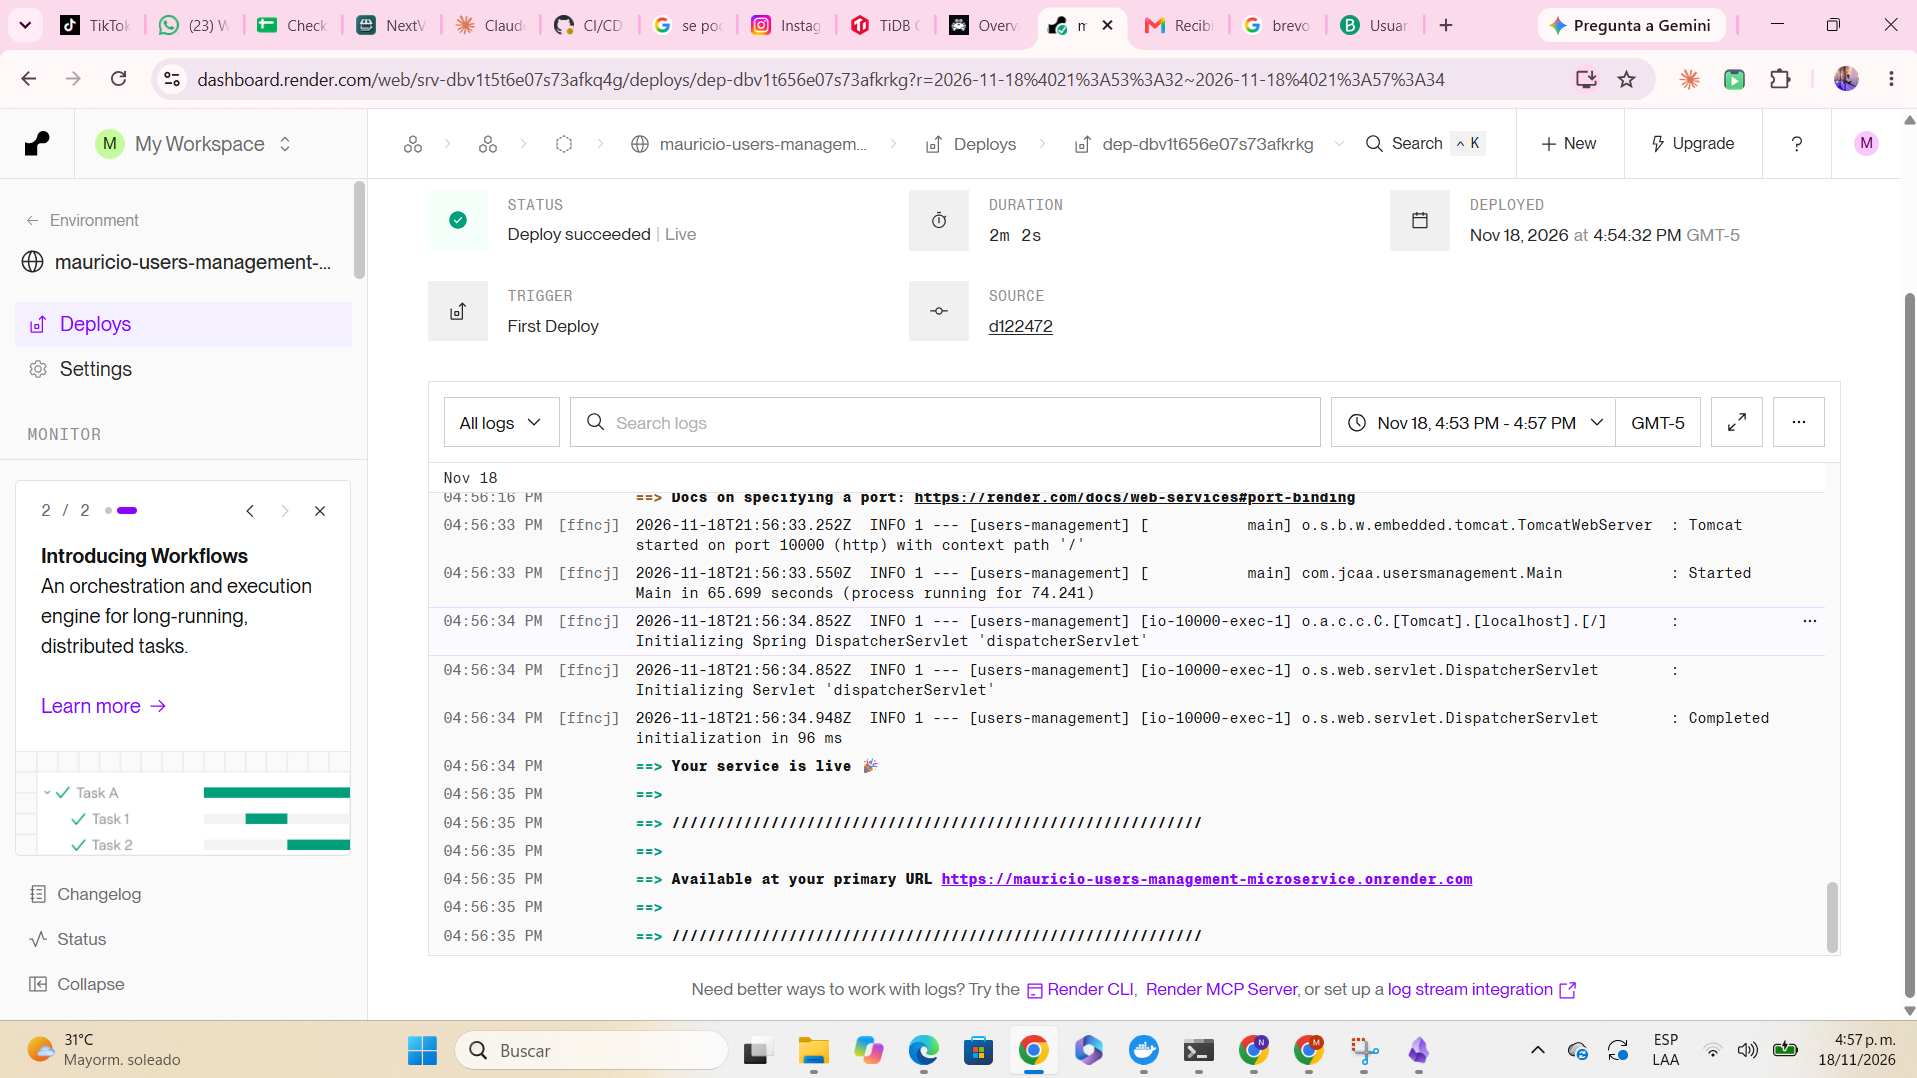 TikTok
(23) W
Check
NextV
Claude
CI/CD
se poc
Instag
TiDB C
Overv
m
Recibi
brevo
Usuar
Pregunta a Gemini
dashboard.render.com/web/srv-dbv1t5t6e07s73afkq4g/deploys/dep-dbv1t656e07s73afkrkg?r=2026-11-18%4021%3A53%3A32~2026-11-18%4021%3A57%3A34
M My Workspace
mauricio-users-managem...
Deploys
dep-dbv1t656e07s73afkrkg
Search ^ K
+ New
Upgrade
?
M
← Environment
mauricio-users-management-...
Deploys
Settings
MONITOR
2 / 2
Introducing Workflows
An orchestration and execution
engine for long-running,
distributed tasks.
Learn more →
Task A
Task 1
Task 2
Changelog
Status
Collapse
STATUS
Deploy succeeded | Live
DURATION
2m 2s
DEPLOYED
Nov 18, 2026 at 4:54:32 PM GMT-5
TRIGGER
First Deploy
SOURCE
d122472
All logs
Search logs
Nov 18, 4:53 PM - 4:57 PM
GMT-5
...
Nov 18
04:56:16 PM ==> Docs on specifying a port: https://render.com/docs/web-services#port-binding
04:56:33 PM [ffncj] 2026-11-18T21:56:33.252Z INFO 1 --- [users-management] [ main] o.s.b.w.embedded.tomcat.TomcatWebServer : Tomcat
started on port 10000 (http) with context path '/'
04:56:33 PM [ffncj] 2026-11-18T21:56:33.550Z INFO 1 --- [users-management] [ main] com.jcaa.usersmanagement.Main : Started
Main in 65.699 seconds (process running for 74.241)
04:56:34 PM [ffncj] 2026-11-18T21:56:34.852Z INFO 1 --- [users-management] [io-10000-exec-1] o.a.c.c.C.[Tomcat].[localhost].[/] :
Initializing Spring DispatcherServlet 'dispatcherServlet'
...
04:56:34 PM [ffncj] 2026-11-18T21:56:34.852Z INFO 1 --- [users-management] [io-10000-exec-1] o.s.web.servlet.DispatcherServlet :
Initializing Servlet 'dispatcherServlet'
04:56:34 PM [ffncj] 2026-11-18T21:56:34.948Z INFO 1 --- [users-management] [io-10000-exec-1] o.s.web.servlet.DispatcherServlet : Completed
initialization in 96 ms
04:56:34 PM ==> Your service is live 🎉
04:56:35 PM ==>
04:56:35 PM ==> ///////////////////////////////////////////////////////////
04:56:35 PM ==>
04:56:35 PM ==> Available at your primary URL https://mauricio-users-management-microservice.onrender.com
04:56:35 PM ==>
04:56:35 PM ==> ///////////////////////////////////////////////////////////
Need better ways to work with logs? Try the Render CLI, Render MCP Server, or set up a log stream integration
31°C
Mayorm. soleado
Buscar
N
M
ESP
LAA
4:57 p. m.
18/11/2026